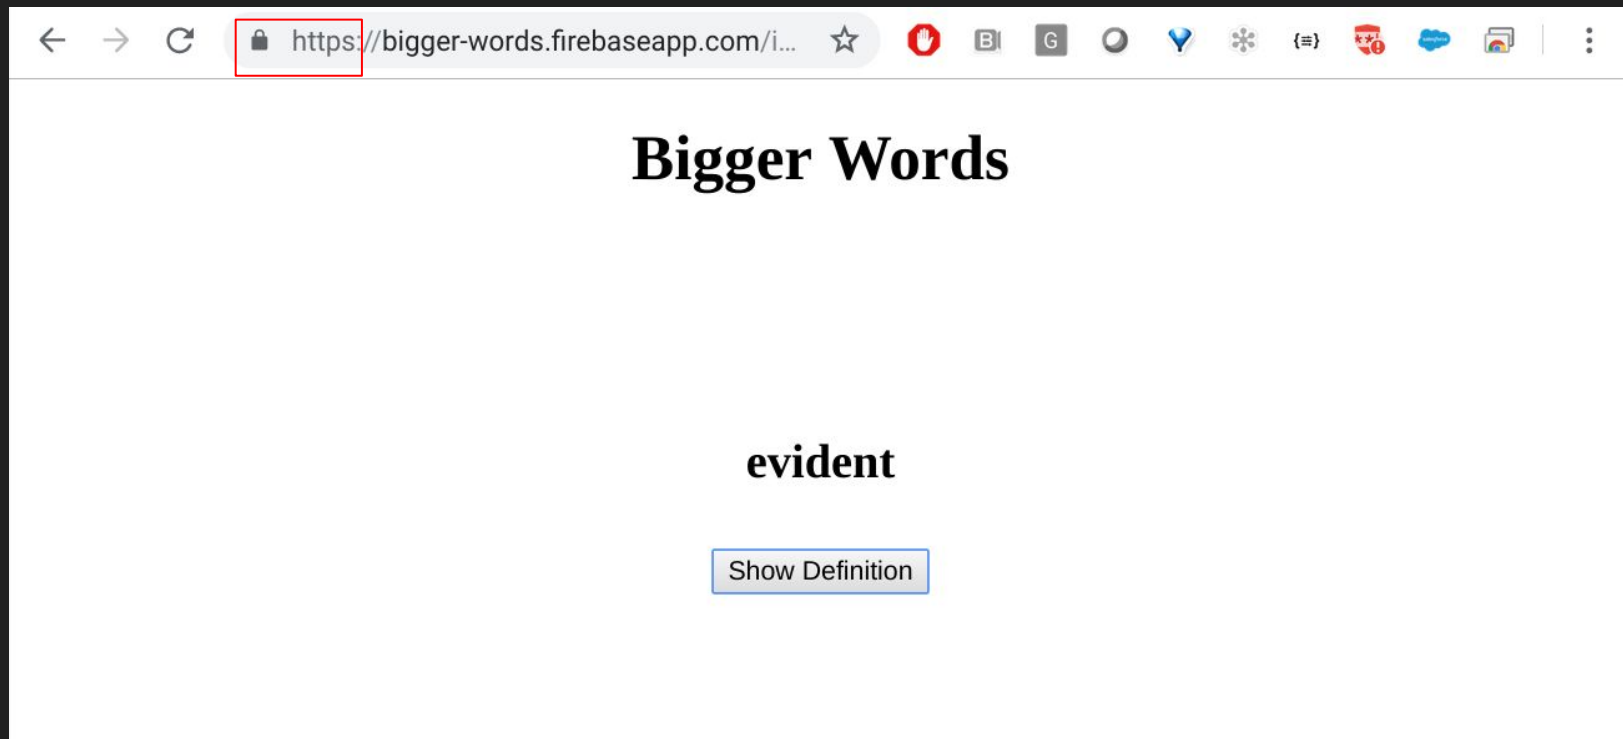 https://bigger-words.firebaseapp.com/i...
B
G
{≡}
Bigger Words
evident
Show Definition